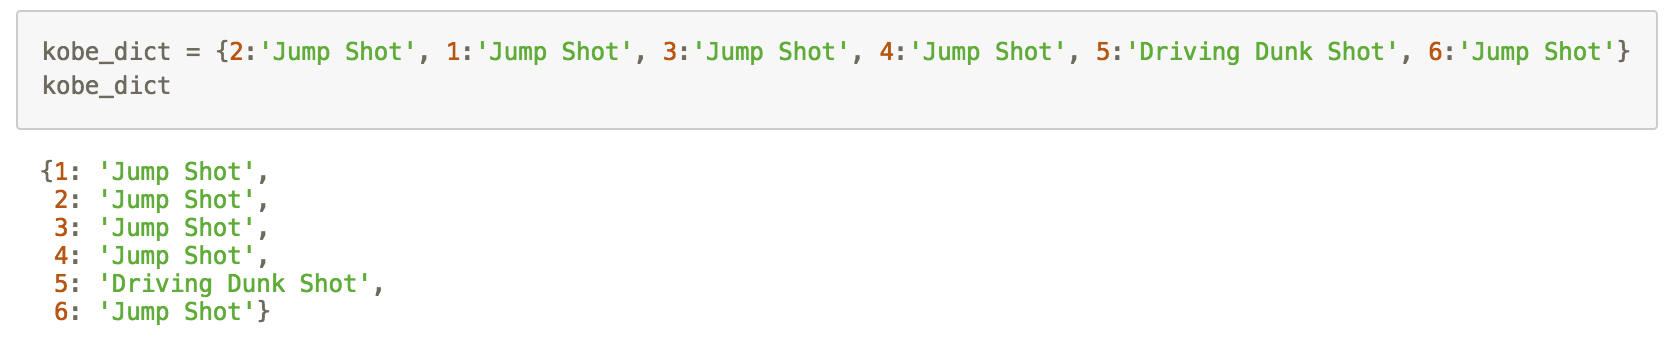 kobe_dict = {2:'Jump Shot', 1:'Jump Shot', 3:'Jump Shot', 4:'Jump Shot', 5:'Driving Dunk Shot', 6:'Jump Shot'}
kobe_dict
{1: 'Jump Shot',
2: 'Jump Shot',
3: 'Jump Shot',
4: 'Jump Shot',
5: 'Driving Dunk Shot',
6: 'Jump Shot'}